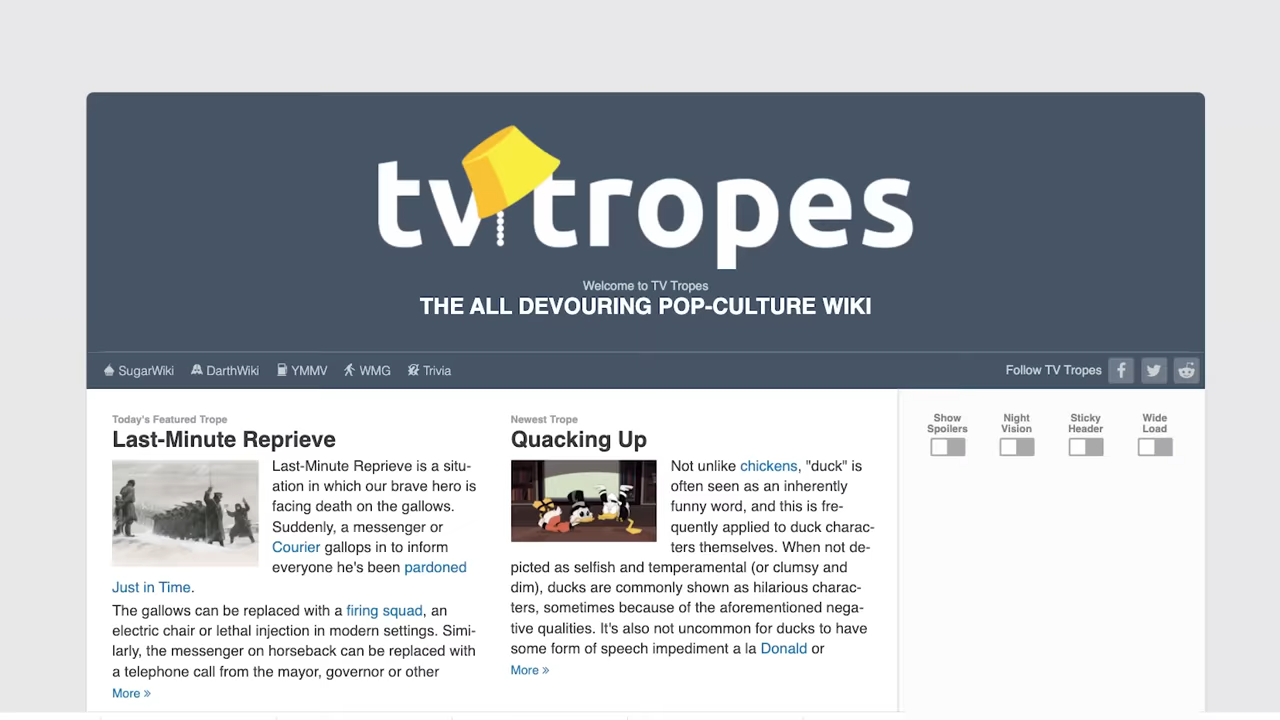 tv tropes
Welcome to TV Tropes
THE ALL DEVOURING POP-CULTURE WIKI
SugarWiki DarthWiki YMMV WMG Trivia
Follow TV Tropes
Today's Featured Trope
Last-Minute Reprieve
Last-Minute Reprieve is a situ-
ation in which our brave hero is
facing death on the gallows.
Suddenly, a messenger or
Courier gallops in to inform
everyone he's been pardoned
Just in Time.
The gallows can be replaced with a firing squad, an
electric chair or lethal injection in modern settings. Simi-
larly, the messenger on horseback can be replaced with
a telephone call from the mayor, governor or other
More »
Newest Trope
Quacking Up
Not unlike chickens, "duck" is
often seen as an inherently
funny word, and this is fre-
quently applied to duck charac-
ters themselves. When not de-
picted as selfish and temperamental (or clumsy and
dim), ducks are commonly shown as hilarious charac-
ters, sometimes because of the aforementioned nega-
tive qualities. It's also not uncommon for ducks to have
some form of speech impediment a la Donald or
More »
Show
Spoilers
Night
Vision
Sticky
Header
Wide
Load